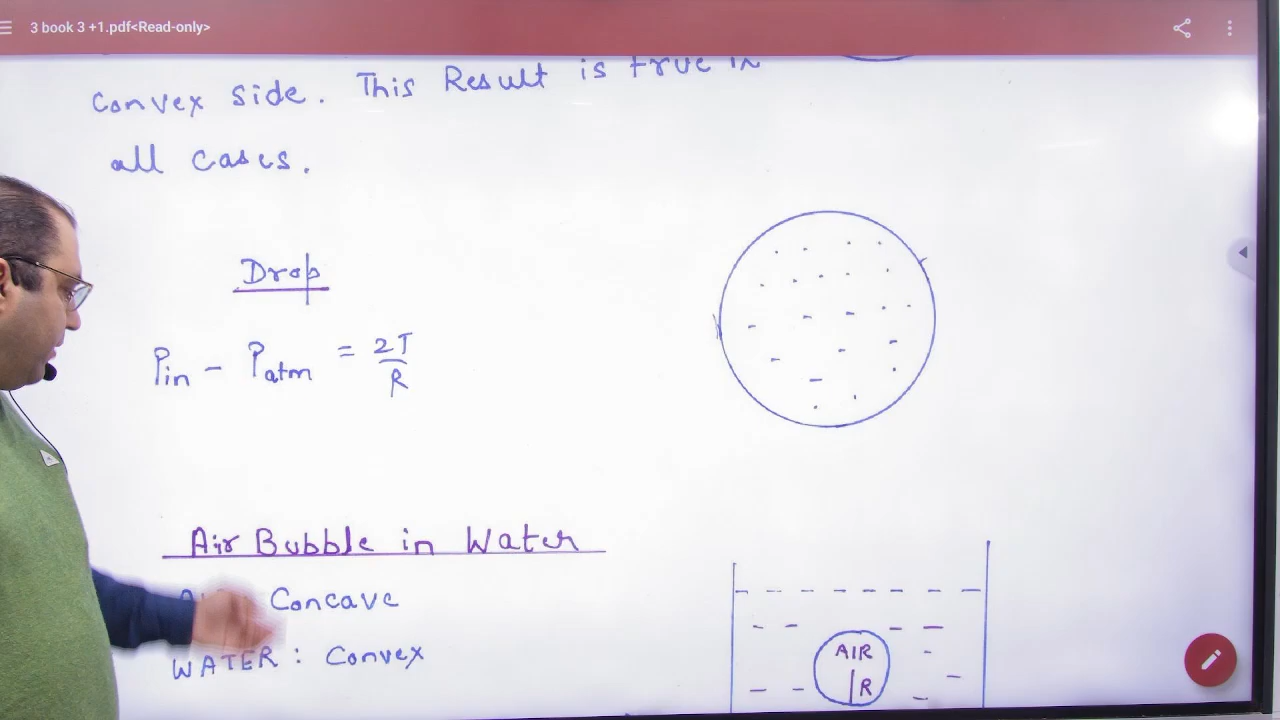 3 book 3 +1.pdf<Read-only>
Convex side. This Result is true in
all cases.
Drop
Pin - Patm = 2T/R
Air Bubble in Water
Concave
WATER : Convex
AIR
R